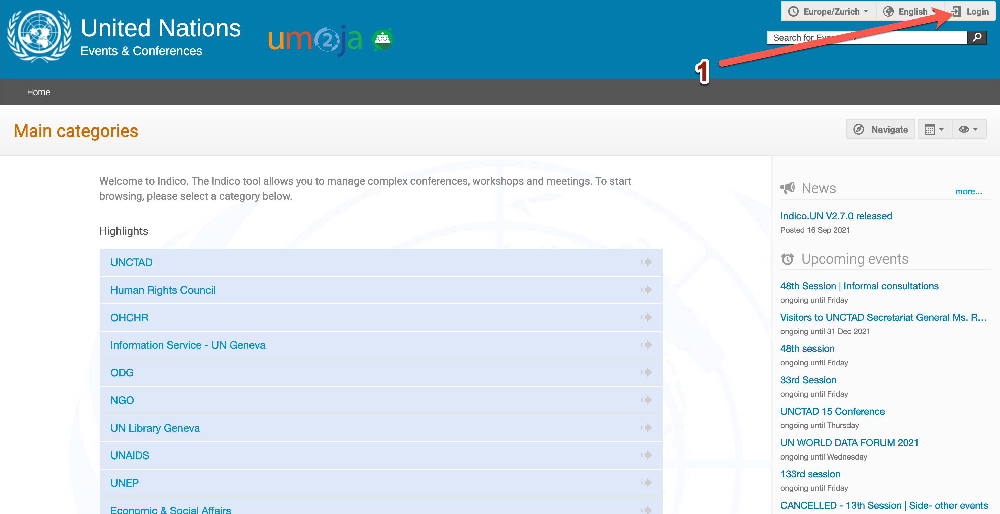 Europe/Zurich
English
Login
United Nations
Events & Conferences
um2ja
Search for
1
Home
Main categories
Navigate
Welcome to Indico. The Indico tool allows you to manage complex conferences, workshops and meetings. To start
browsing, please select a category below.
Highlights
UNCTAD
Human Rights Council
OHCHR
Information Service - UN Geneva
ODG
NGO
UN Library Geneva
UNAIDS
UNEP
Economic & Social Affairs
News
more...
Indico.UN V2.7.0 released
Posted 16 Sep 2021
Upcoming events
48th Session | Informal consultations
ongoing until Friday
Visitors to UNCTAD Secretariat General Ms. R...
ongoing until 31 Dec 2021
48th session
ongoing until Friday
33rd Session
ongoing until Friday
UNCTAD 15 Conference
ongoing until Thursday
UN WORLD DATA FORUM 2021
ongoing until Wednesday
133rd session
ongoing until Friday
CANCELLED - 13th Session | Side- other events